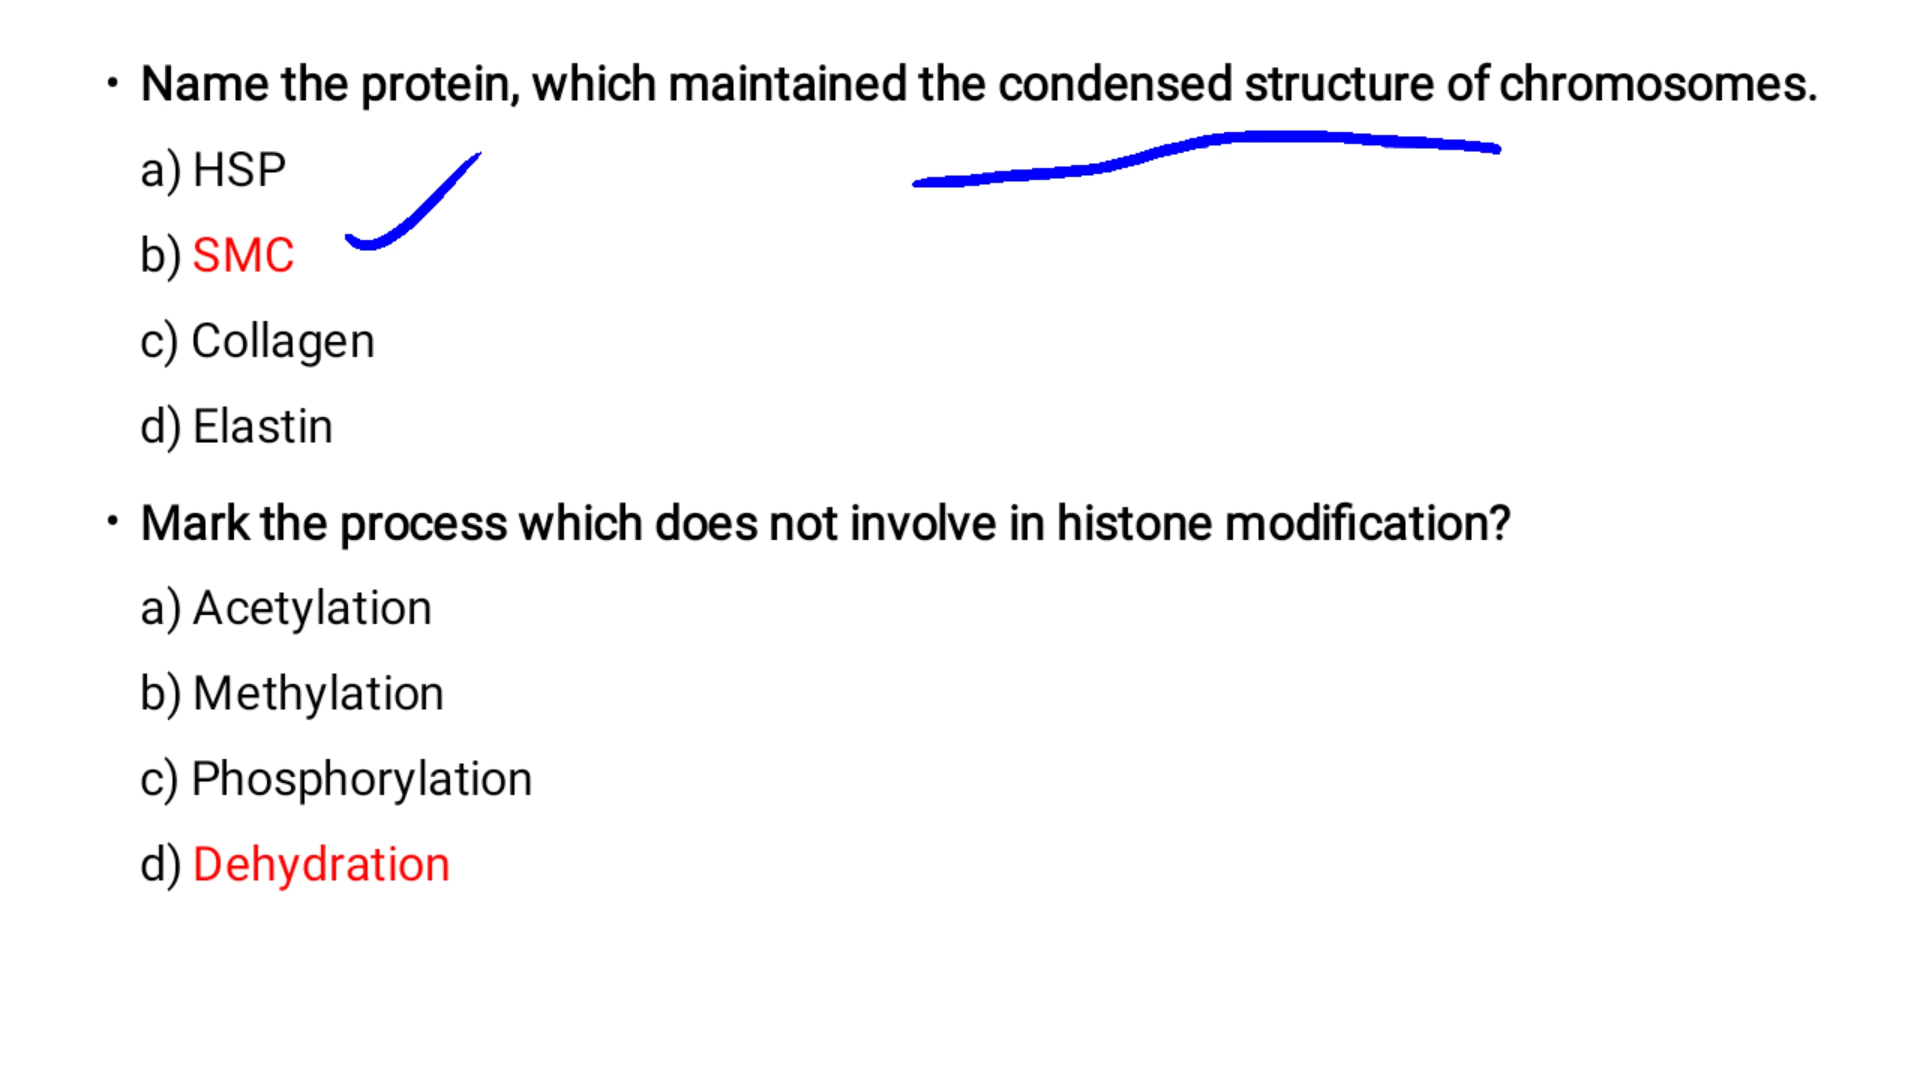 • Name the protein, which maintained the condensed structure of chromosomes.
a) HSP
b) SMC
c) Collagen
d) Elastin
• Mark the process which does not involve in histone modification?
a) Acetylation
b) Methylation
c) Phosphorylation
d) Dehydration